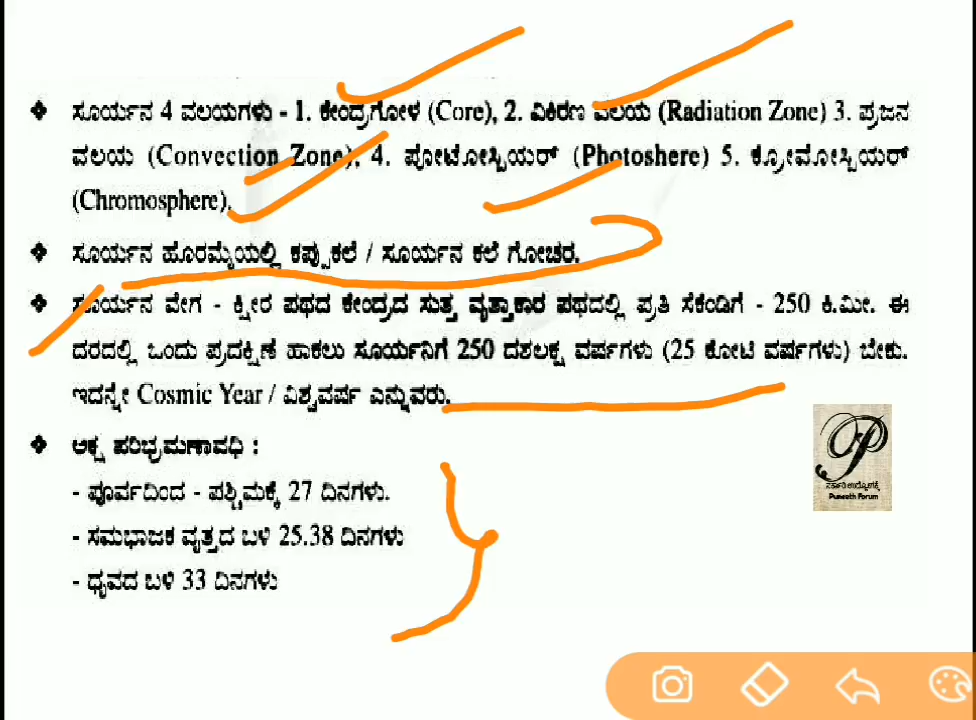 ❖ ಸೂರ್ಯನ 4 ವಲಯಗಳು - 1. ಕೇಂದ್ರಗೋಳ (Core), 2. ವಿಕಿರಣ ವಲಯ (Radiation Zone) 3. ಪ್ರಜನ
ವಲಯ (Convection Zone), 4. ಫೋಟೋಸ್ಪಿಯರ್ (Photoshere) 5. ಕ್ರೋಮೋಸ್ಪಿಯರ್
(Chromosphere).
❖ ಸೂರ್ಯನ ಹೊರಮೈಯಲ್ಲಿ ಕಪ್ಪುಕಲೆ / ಸೂರ್ಯನ ಕಲೆ ಗೋಚರ.
❖ ಸೂರ್ಯನ ವೇಗ - ಕ್ಷೀರ ಪಥದ ಕೇಂದ್ರದ ಸುತ್ತ ವೃತ್ತಾಕಾರ ಪಥದಲ್ಲಿ ಪ್ರತಿ ಸೆಕೆಂಡಿಗೆ - 250 ಕಿ.ಮೀ. ಈ
ದರದಲ್ಲಿ ಒಂದು ಪ್ರದಕ್ಷಿಣೆ ಹಾಕಲು ಸೂರ್ಯನಿಗೆ 250 ದಶಲಕ್ಷ ವರ್ಷಗಳು (25 ಕೋಟಿ ವರ್ಷಗಳು) ಬೇಕು.
ಇದನ್ನೇ Cosmic Year / ವಿಶ್ವವರ್ಷ ಎನ್ನುವರು.
❖ ಅಕ್ಷ ಪರಿಭ್ರಮಣಾವಧಿ :
- ಪೂರ್ವದಿಂದ - ಪಶ್ಚಿಮಕ್ಕೆ 27 ದಿನಗಳು.
- ಸಮಭಾಜಕ ವೃತ್ತದ ಬಳಿ 25.38 ದಿನಗಳು
- ಧೃವದ ಬಳಿ 33 ದಿನಗಳು
P
Puneeth Forum